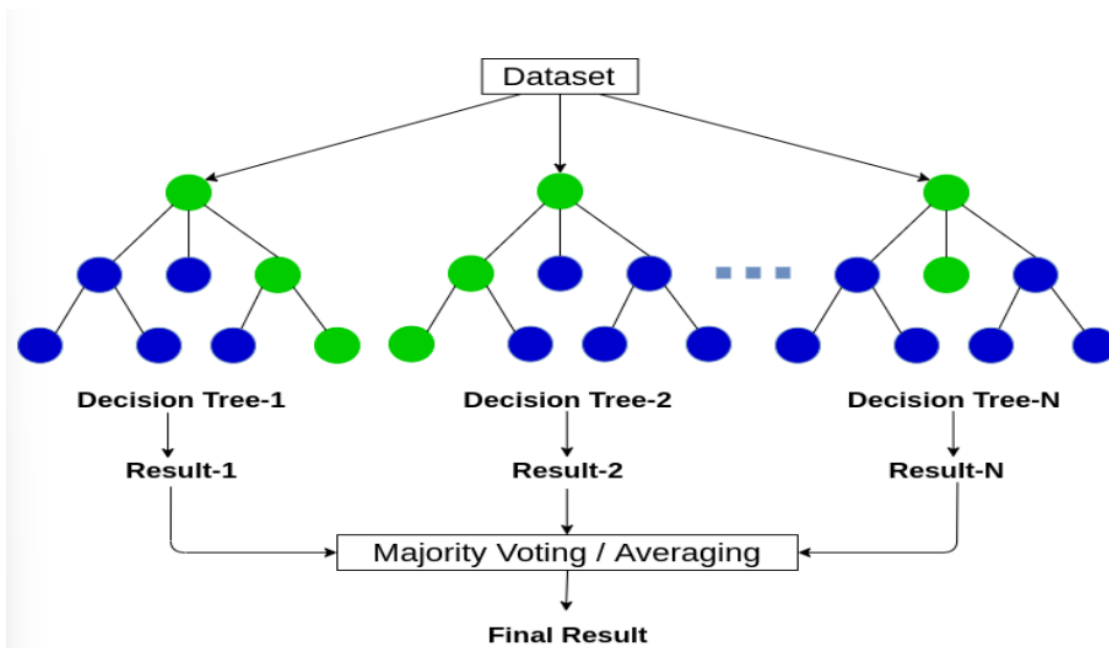 Dataset
Decision Tree-1
Decision Tree-2
Decision Tree-N
Result-1
Result-2
Result-N
Majority Voting / Averaging
Final Result